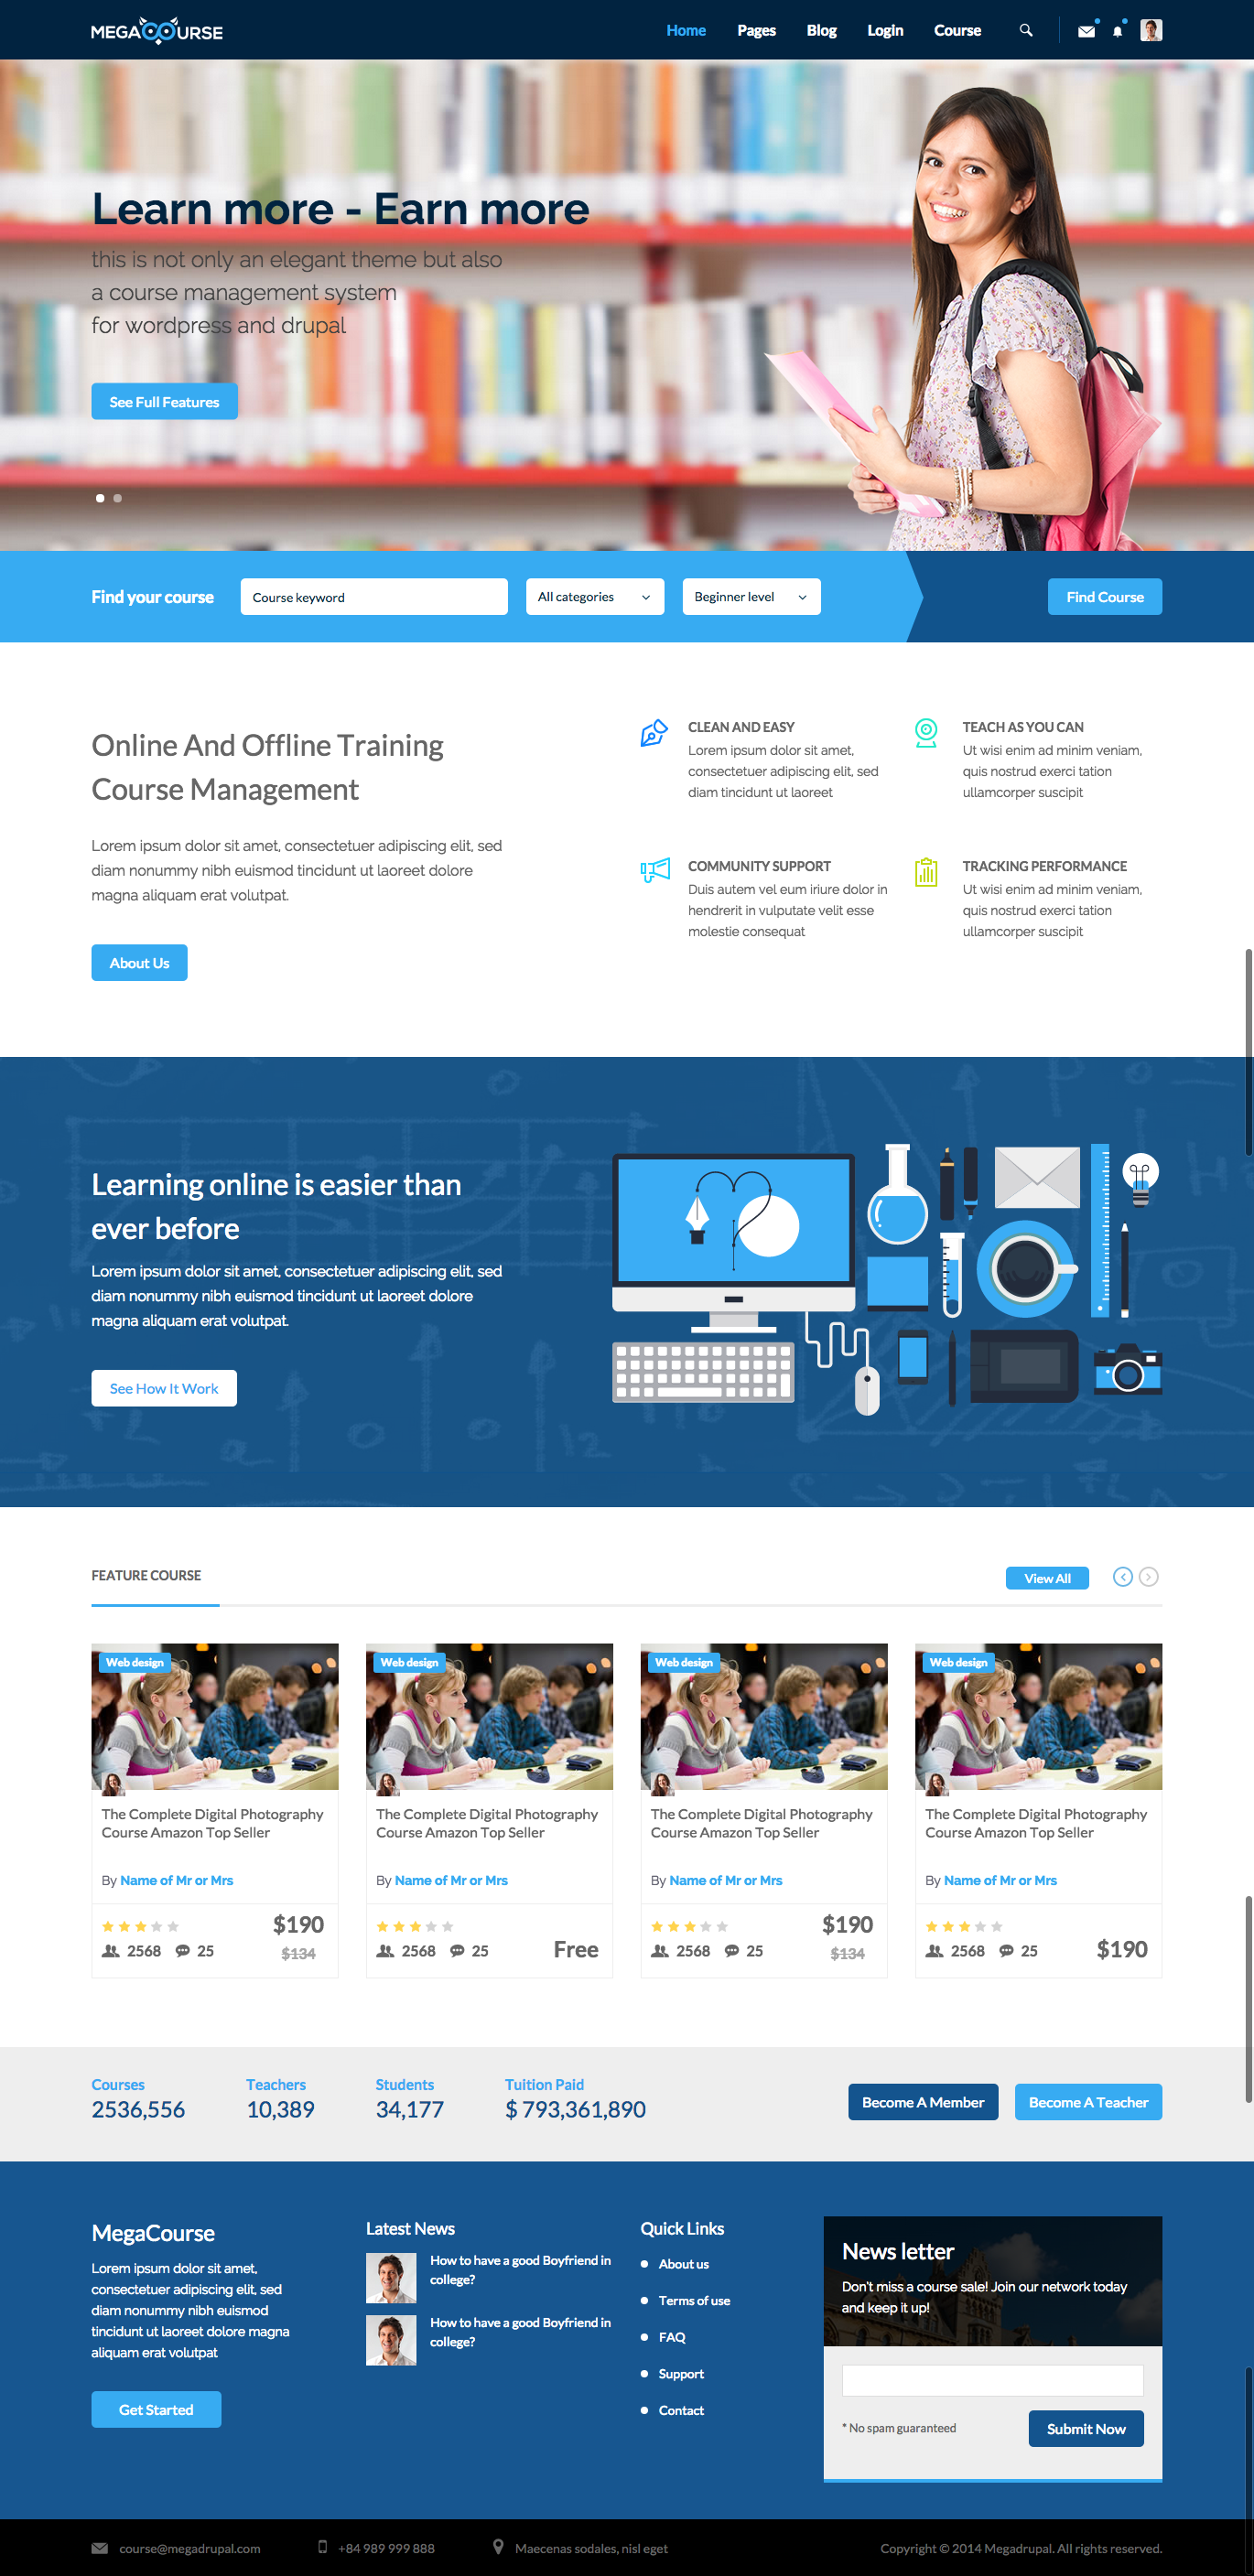 MEGACOURSE
Home Pages Blog Login Course
Learn more - Earn more
this is not only an elegant theme but also
a course management system
for wordpress and drupal
See Full Features
Find your course
Course keyword
All categories
Beginner level
Find Course
Online And Offline Training
Course Management
Lorem ipsum dolor sit amet, consectetuer adipiscing elit, sed
diam nonummy nibh euismod tincidunt ut laoreet dolore
magna aliquam erat volutpat.
About Us
CLEAN AND EASY
Lorem ipsum dolor sit amet,
consectetuer adipiscing elit, sed
diam tincidunt ut laoreet
TEACH AS YOU CAN
Ut wisi enim ad minim veniam,
quis nostrud exerci tation
ullamcorper suscipit
COMMUNITY SUPPORT
Duis autem vel eum iriure dolor in
hendrerit in vulputate velit esse
molestie consequat
TRACKING PERFORMANCE
Ut wisi enim ad minim veniam,
quis nostrud exerci tation
ullamcorper suscipit
Learning online is easier than
ever before
Lorem ipsum dolor sit amet, consectetuer adipiscing elit, sed
diam nonummy nibh euismod tincidunt ut laoreet dolore
magna aliquam erat volutpat.
See How It Work
FEATURE COURSE
View All
Web design
The Complete Digital Photography
Course Amazon Top Seller
By Name of Mr or Mrs
$190
2568 25
$134
Web design
The Complete Digital Photography
Course Amazon Top Seller
By Name of Mr or Mrs
2568 25
Free
Web design
The Complete Digital Photography
Course Amazon Top Seller
By Name of Mr or Mrs
$190
2568 25
$134
Web design
The Complete Digital Photography
Course Amazon Top Seller
By Name of Mr or Mrs
2568 25
$190
Courses
2536,556
Teachers
10,389
Students
34,177
Tuition Paid
$ 793,361,890
Become A Member
Become A Teacher
MegaCourse
Lorem ipsum dolor sit amet,
consectetuer adipiscing elit, sed
diam nonummy nibh euismod
tincidunt ut laoreet dolore magna
aliquam erat volutpat
Get Started
Latest News
How to have a good Boyfriend in
college?
How to have a good Boyfriend in
college?
Quick Links
About us
Terms of use
FAQ
Support
Contact
News letter
Don't miss a course sale! Join our network today
and keep it up!
* No spam guaranteed
Submit Now
course@megadrupal.com
+84 989 999 888
Maecenas sodales, nisl eget
Copyright © 2014 Megadrupal. All rights reserved.